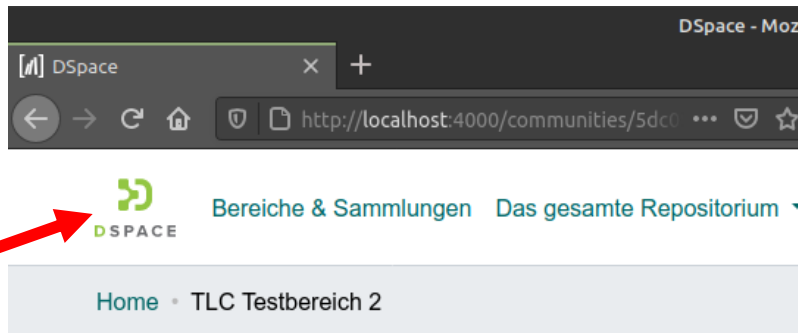 DSpace - Moz
DSpace
http://localhost:4000/communities/5dc0
DSPACE
Bereiche & Sammlungen Das gesamte Repositorium
Home • TLC Testbereich 2